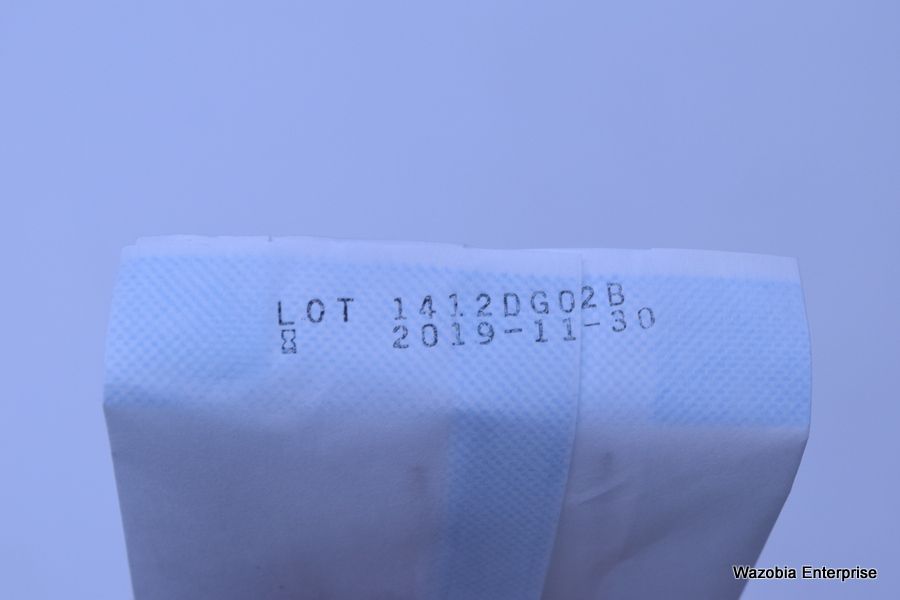 LOT 1412DG02B
⌛ 2019-11-30
Wazobia Enterprise